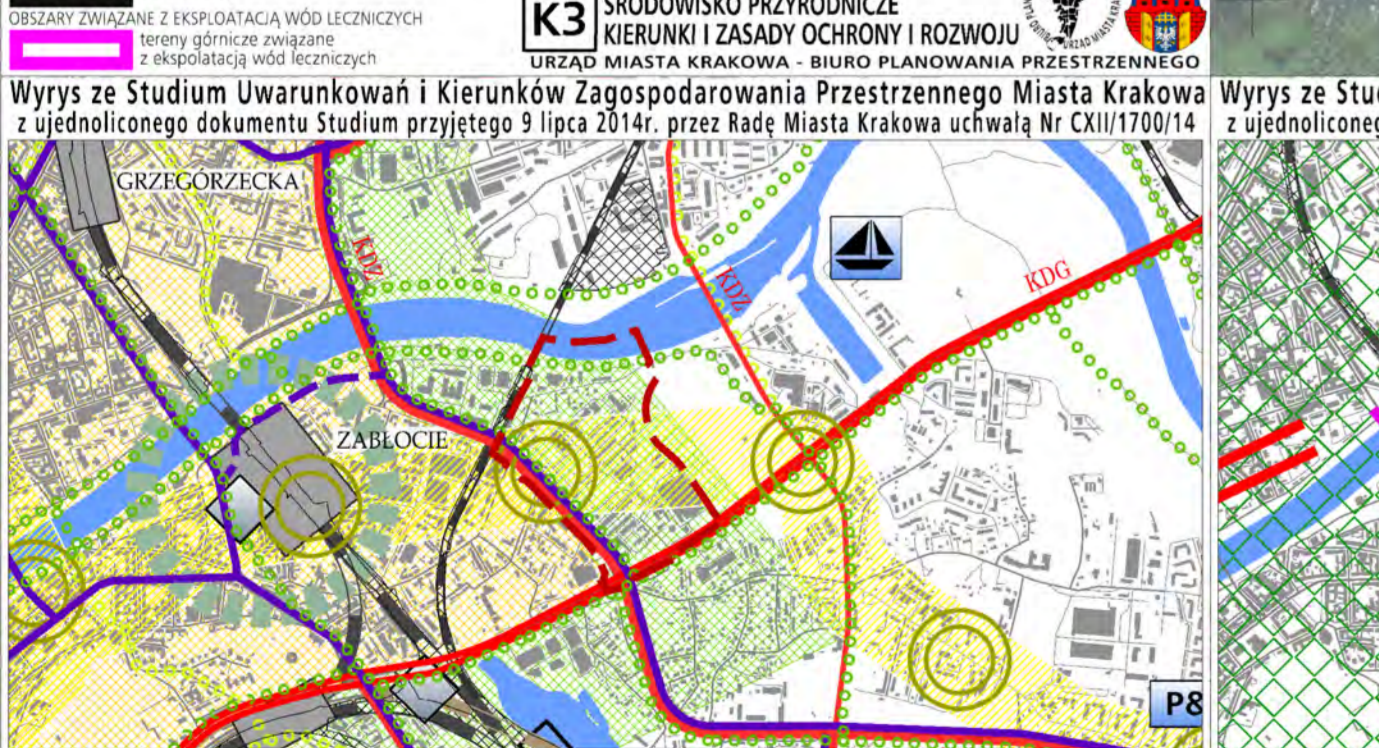 OBSZARY ZWIĄZANE Z EKSPLOATACJĄ WÓD LECZNICZYCH
tereny górnicze związane
z ekspolatacją wód leczniczych
K3
ŚRODOWISKO PRZYRODNICZE
KIERUNKI I ZASADY OCHRONY I ROZWOJU
URZĄD MIASTA KRAKOWA - BIURO PLANOWANIA PRZESTRZENNEGO
Wyrys ze Studium Uwarunkowań i Kierunków Zagospodarowania Przestrzennego Miasta Krakowa
z ujednoliconego dokumentu Studium przyjętego 9 lipca 2014r. przez Radę Miasta Krakowa uchwałą Nr CXII/1700/14
Wyrys ze Stu
z ujednoliconeg
GRZEGÓRZECKA
KDZ
KDZ
KDG
ZABŁOCIE
P8